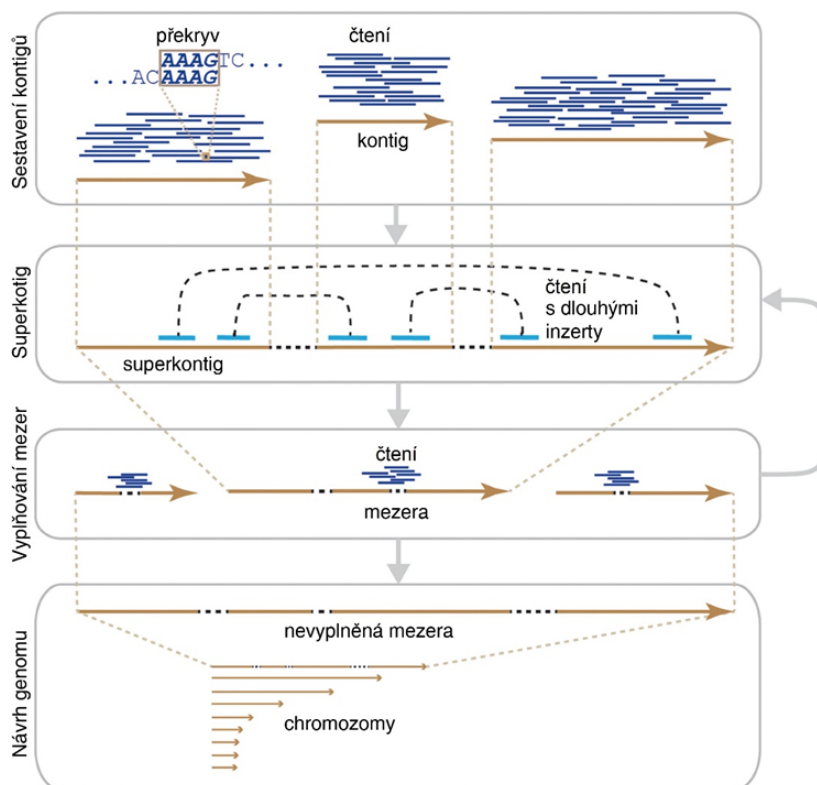 Sestavení kontigů
překryv
AAAGTC...
...ACAAAG
čtení
kontig
Superkotig
čtení
s dlouhými
inzerty
superkontig
Vyplňování mezer
čtení
mezera
Návrh genomu
nevyplněná mezera
chromozomy